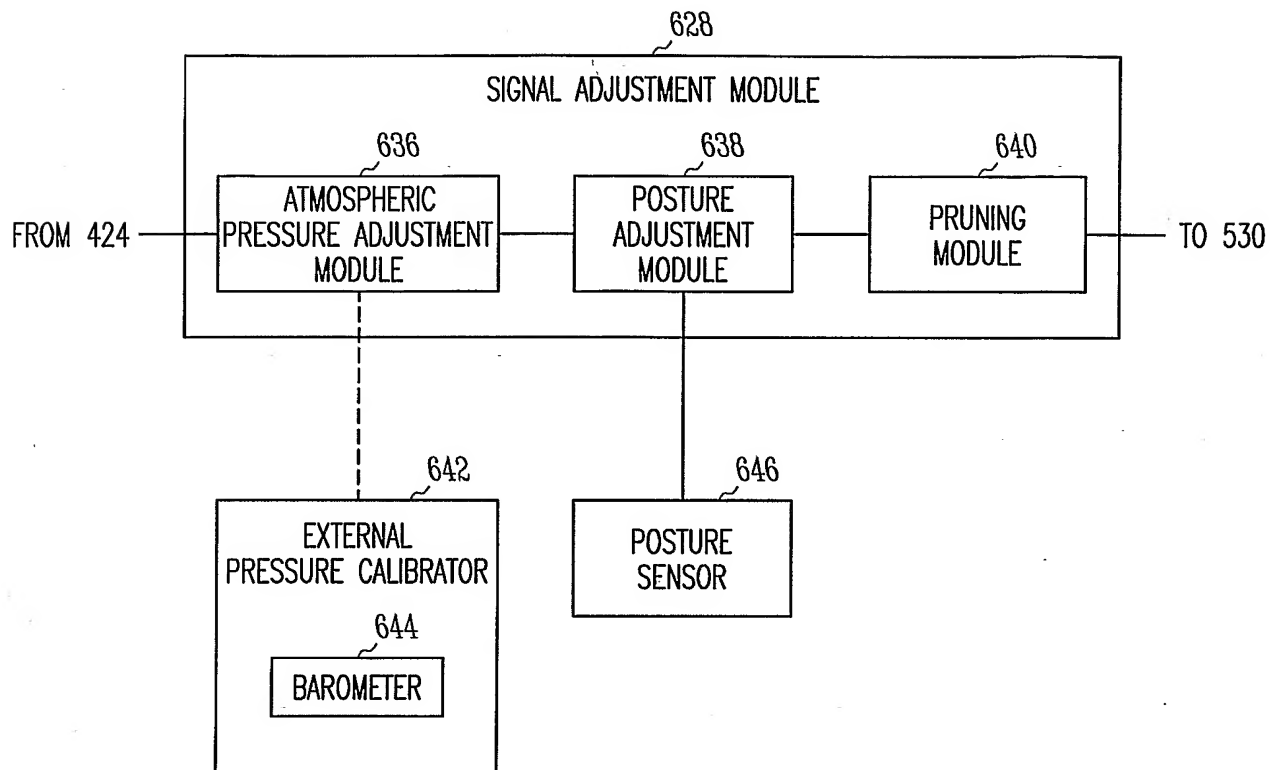 628
SIGNAL ADJUSTMENT MODULE
636
638
640
ATMOSPHERIC
PRESSURE ADJUSTMENT
MODULE
POSTURE
ADJUSTMENT
MODULE
PRUNING
MODULE
FROM 424
TO 530
642
646
EXTERNAL
PRESSURE CALIBRATOR
POSTURE
SENSOR
644
BAROMETER